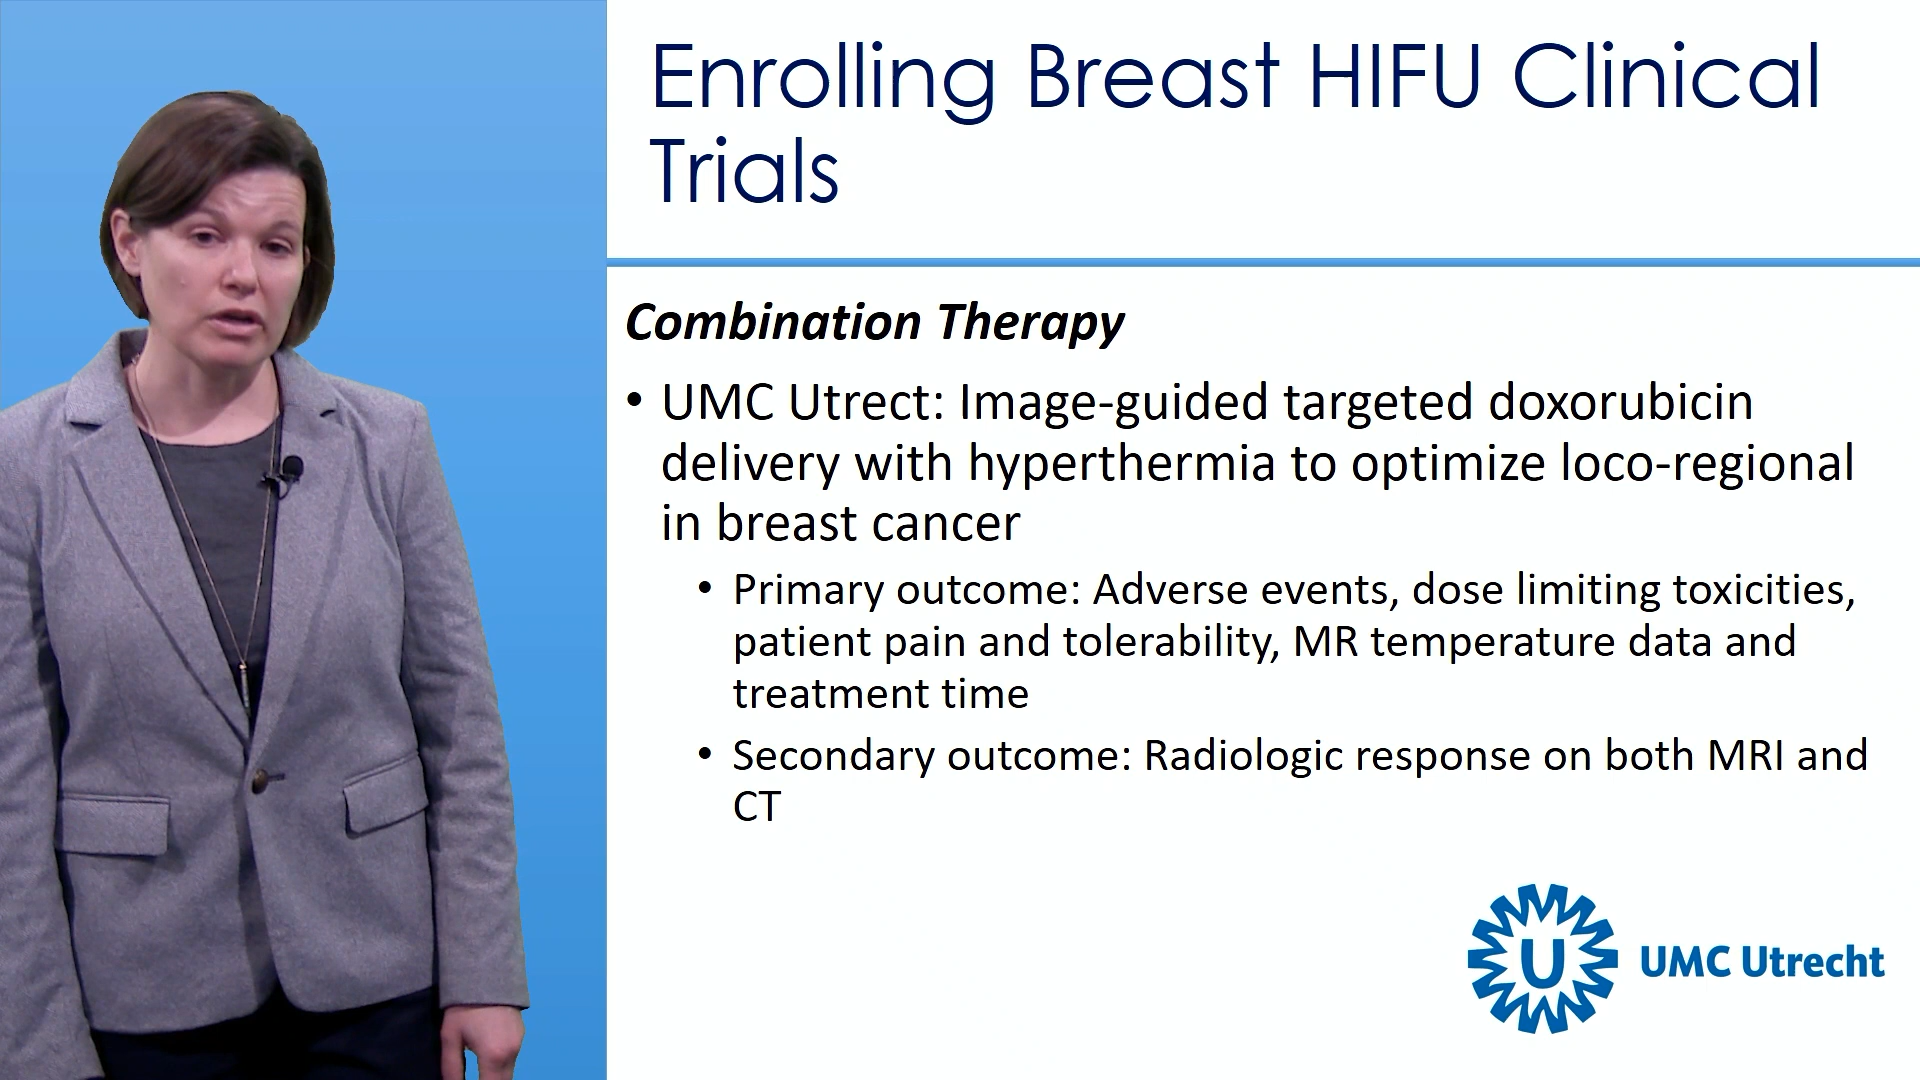 Enrolling Breast HIFU Clinical
Trials
Combination Therapy
• UMC Utrect: Image-guided targeted doxorubicin
delivery with hyperthermia to optimize loco-regional
in breast cancer
• Primary outcome: Adverse events, dose limiting toxicities,
patient pain and tolerability, MR temperature data and
treatment time
• Secondary outcome: Radiologic response on both MRI and
CT
U UMC Utrecht